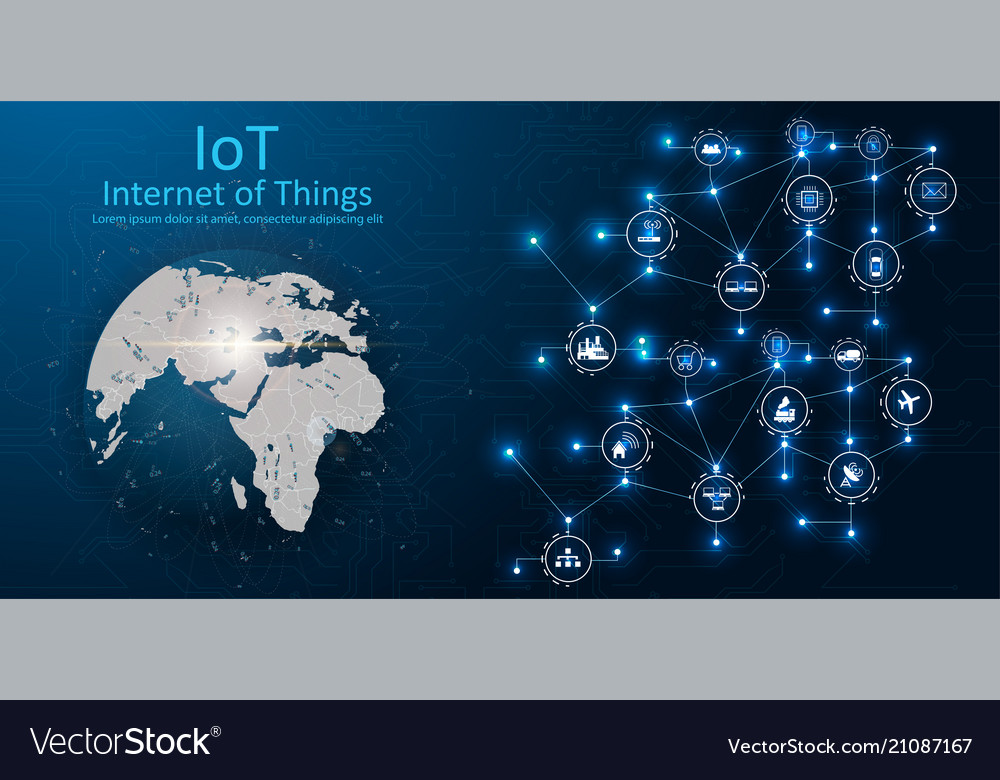 IoT
Internet of Things
Lorem ipsum dolor sit amet, consectetur adipiscing elit
VectorStock®
VectorStock.com/21087167